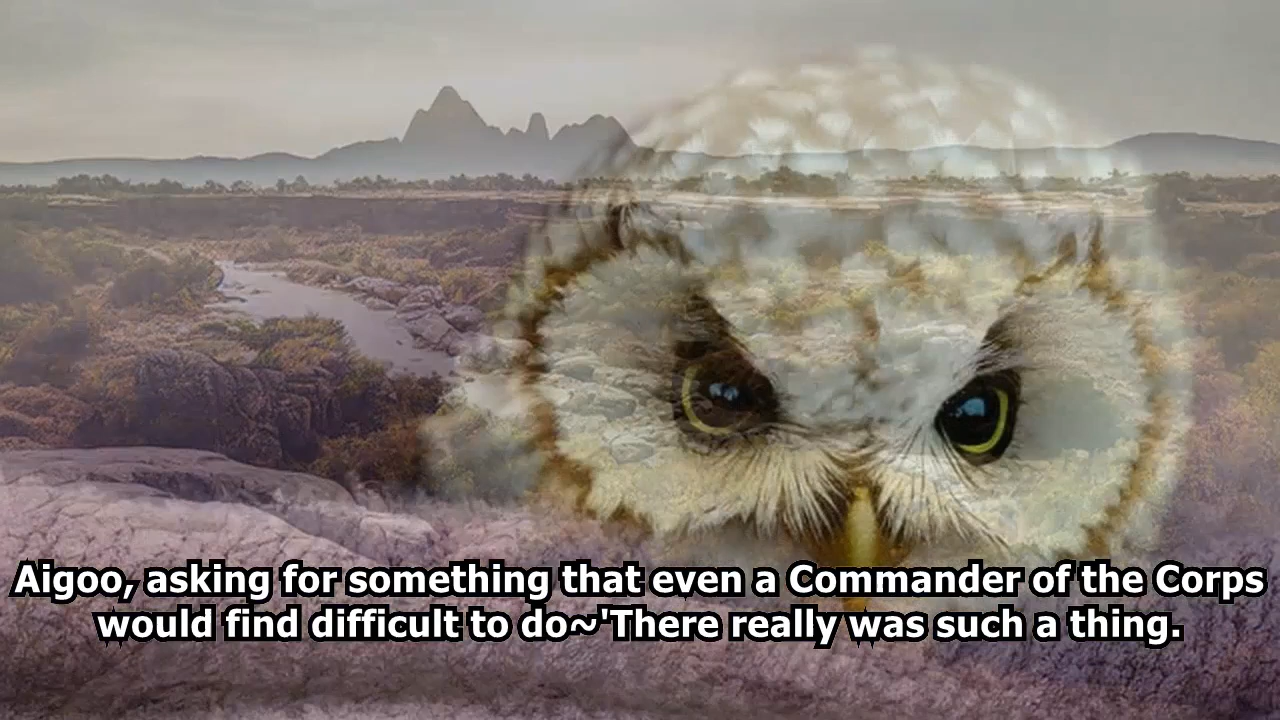 Aigoo, asking for something that even a Commander of the Corps
would find difficult to do~'There really was such a thing.